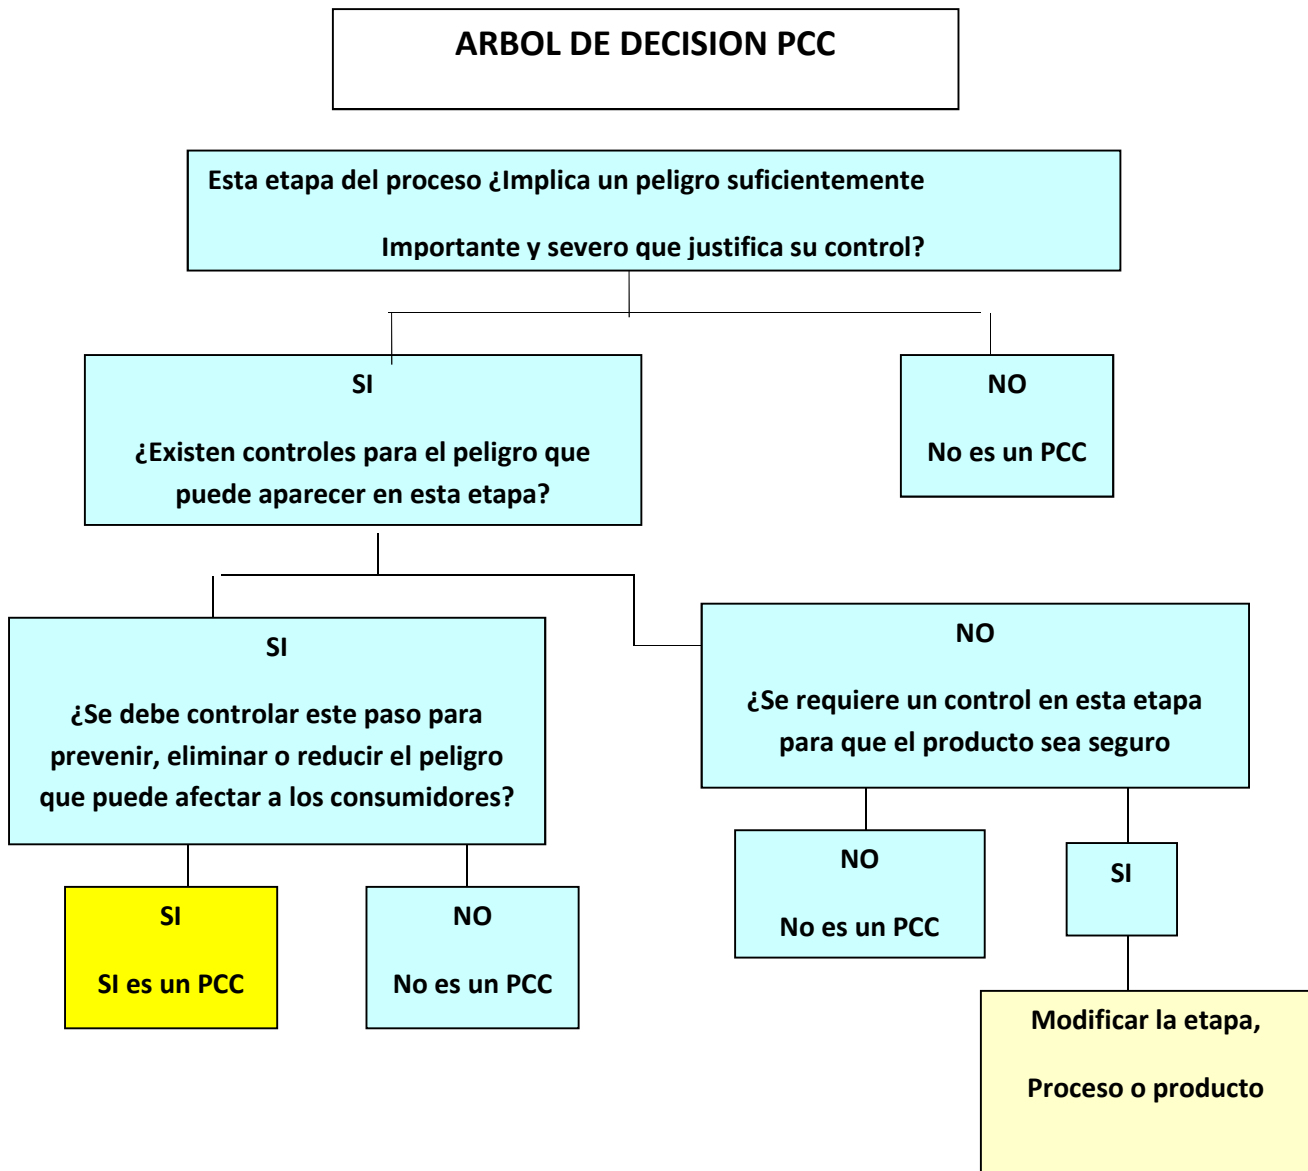 ARBOL DE DECISION PCC
Esta etapa del proceso ¿Implica un peligro suficientemente
Importante y severo que justifica su control?
SI
¿Existen controles para el peligro que
puede aparecer en esta etapa?
NO
No es un PCC
SI
¿Se debe controlar este paso para
prevenir, eliminar o reducir el peligro
que puede afectar a los consumidores?
NO
¿Se requiere un control en esta etapa
para que el producto sea seguro
SI
SI es un PCC
NO
No es un PCC
NO
No es un PCC
SI
Modificar la etapa,
Proceso o producto